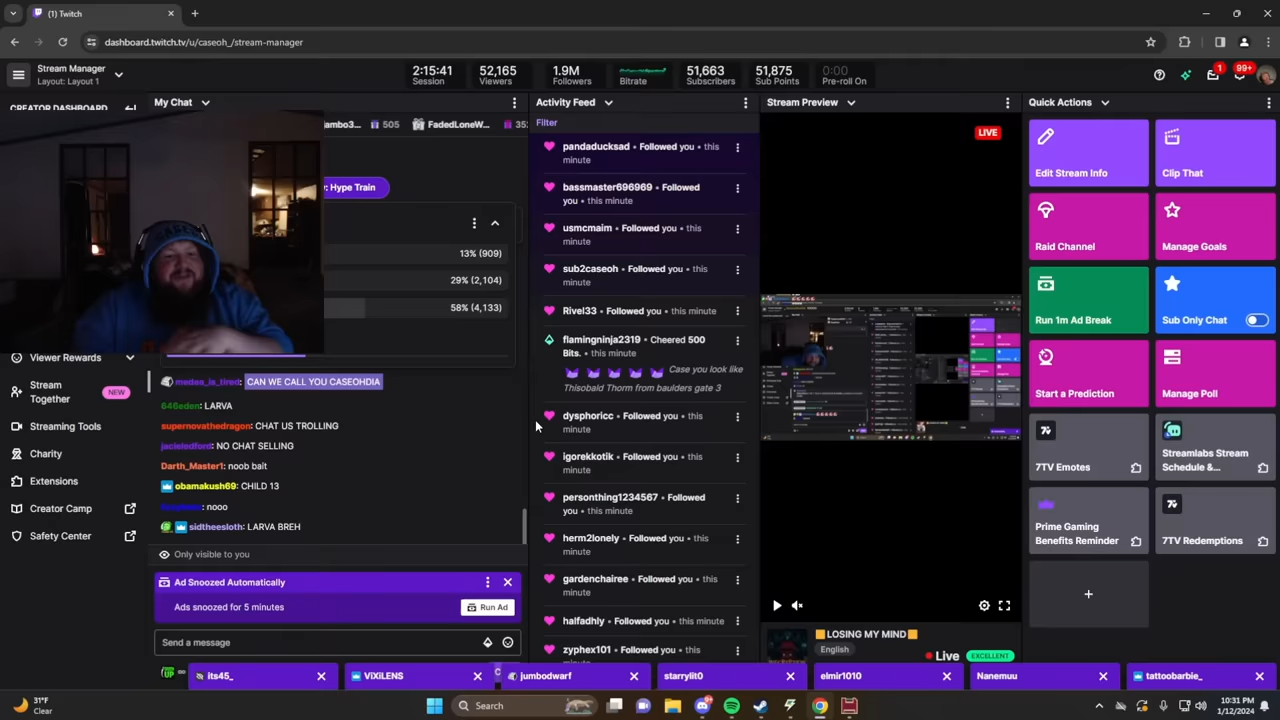 (1) Twitch
dashboard.twitch.tv/u/caseoh_/stream-manager
Stream Manager
Layout: Layout 1
2:15:41
Session
52,165
Viewers
1.9M
Followers
Bitrate
51,663
Subscribers
51,875
Sub Points
0:00
Pre-roll On
1
99+
CREATOR DASHBOARD
Viewer Rewards
Stream
Together
NEW
Streaming Tools
Charity
Extensions
Creator Camp
Safety Center
My Chat
jambo3...
505
FadedLoneW...
35
: Hype Train
13% (909)
29% (2,104)
58% (4,133)
CAN WE CALL YOU CASEOHDIA
646eden: LARVA
supernovathedragon: CHAT US TROLLING
jacieledford: NO CHAT SELLING
Darth_Master1: noob bait
obamakush69: CHILD 13
nooo
sidtheesloth: LARVA BREH
Only visible to you
Ad Snoozed Automatically
Ads snoozed for 5 minutes
Run Ad
Send a message
Activity Feed
Filter
pandaducksad • Followed you • this
minute
bassmaster696969 • Followed
you • this minute
usmcmaim • Followed you • this
minute
sub2caseoh • Followed you • this
minute
Rivel33 • Followed you • this minute
flamingnite2319 • Cheered 500
Bits. • this minute
Case you look like
Thisobald Thorm from baulders gate 3
dysphoricc • Followed you • this
minute
igorekkotik • Followed you • this
minute
personthing1234567 • Followed
you • this minute
herm2lonely • Followed you • this
minute
gardenchairee • Followed you • this
minute
halfadhly • Followed you • this minute
zyphex101 • Followed you • this
Stream Preview
LIVE
LOSING MY MIND
English
Live
EXCELLENT
Quick Actions
Edit Stream Info
Clip That
Raid Channel
Manage Goals
Run 1m Ad Break
Sub Only Chat
Start a Prediction
Manage Poll
7TV Emotes
Streamlabs Stream
Schedule &...
Prime Gaming
Benefits Reminder
7TV Redemptions
its45_
ViXiLENS
jumbodwarf
starrylit0
elmir1010
Nanemuu
tattoobarbie_
31°F
Clear
Search
10:31 PM
1/12/2024